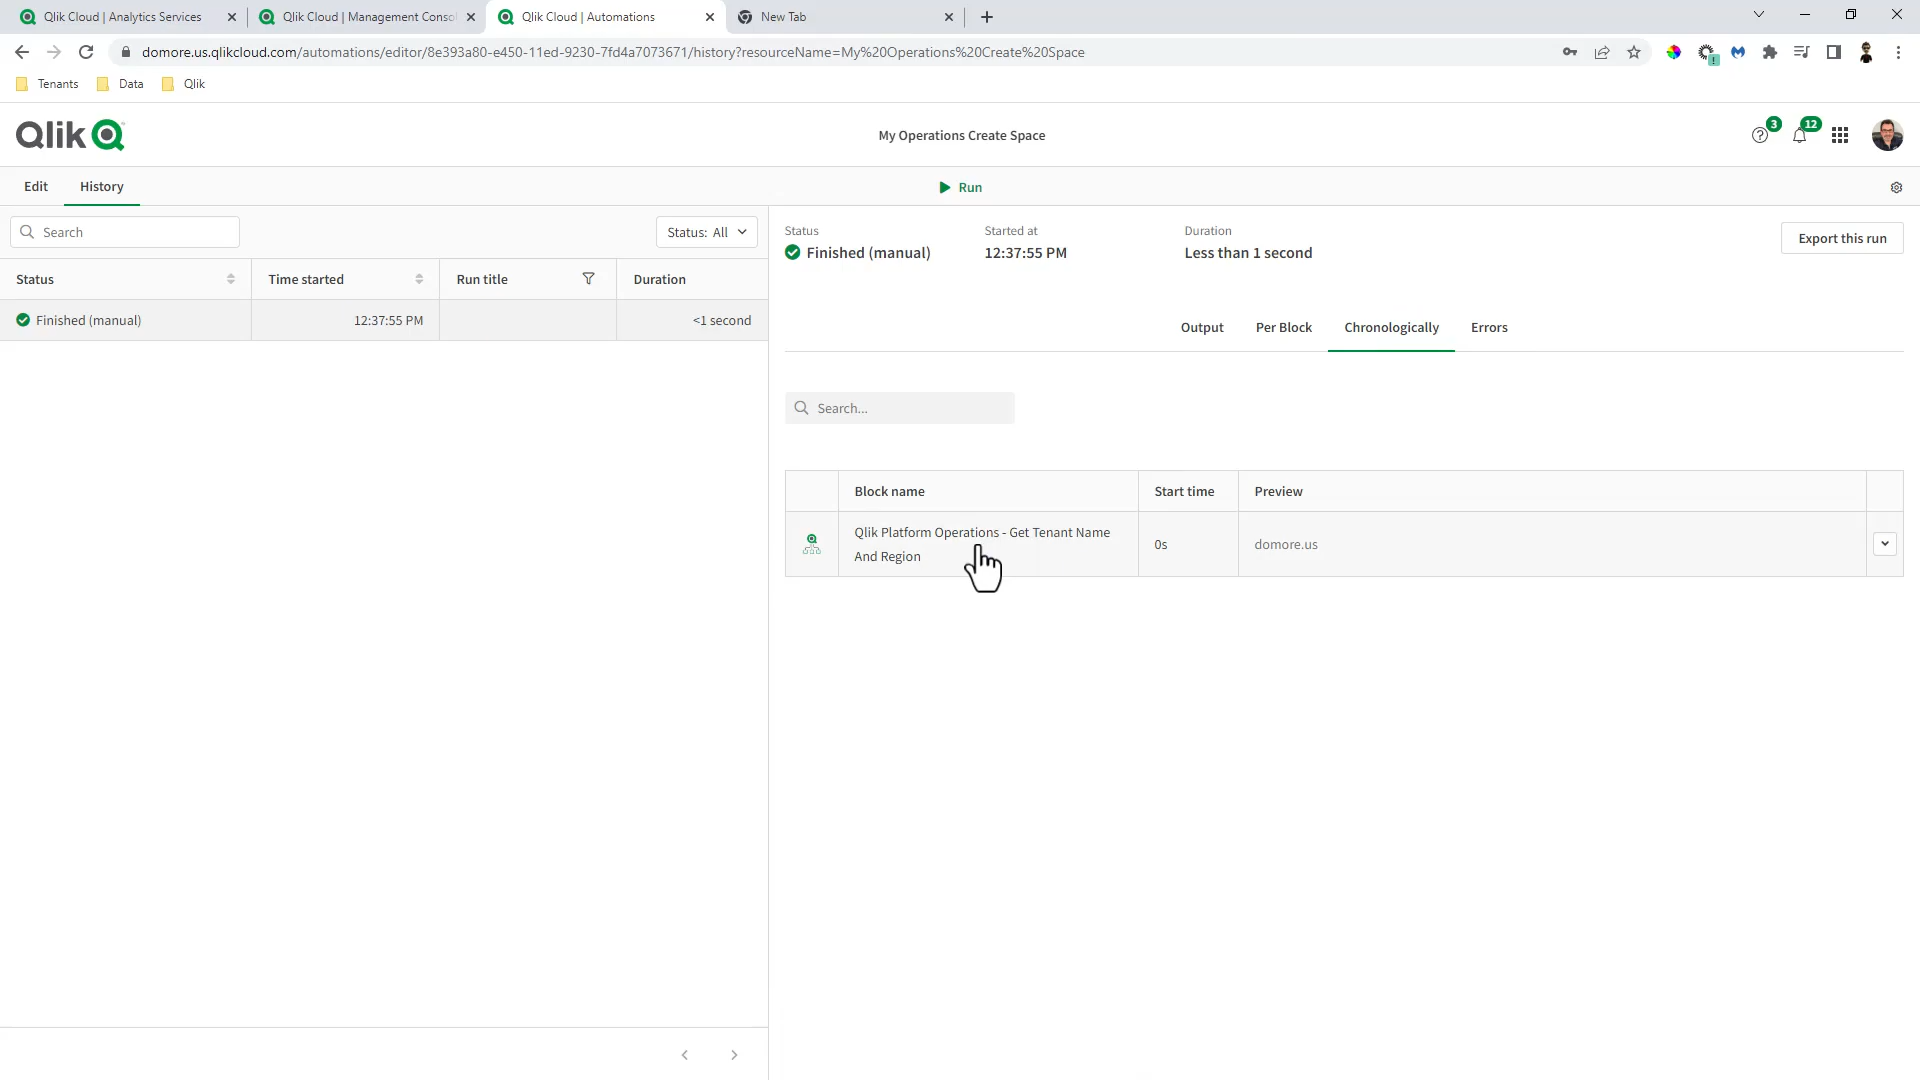 Qlik Cloud | Analytics Services
Qlik Cloud | Management Consol
Qlik Cloud | Automations
New Tab
domore.us.qlikcloud.com/automations/editor/8e393a80-e450-11ed-9230-7fd4a7073671/history?resourceName=My%20Operations%20Create%20Space
Tenants
Data
Qlik
Qlik
My Operations Create Space
3
12
Edit
History
Run
Search
Status: All
Status
Time started
Run title
Duration
Finished (manual)
12:37:55 PM
<1 second
Status
Started at
Duration
Finished (manual)
12:37:55 PM
Less than 1 second
Export this run
Output
Per Block
Chronologically
Errors
Search...
Block name
Start time
Preview
Qlik Platform Operations - Get Tenant Name
And Region
0s
domore.us